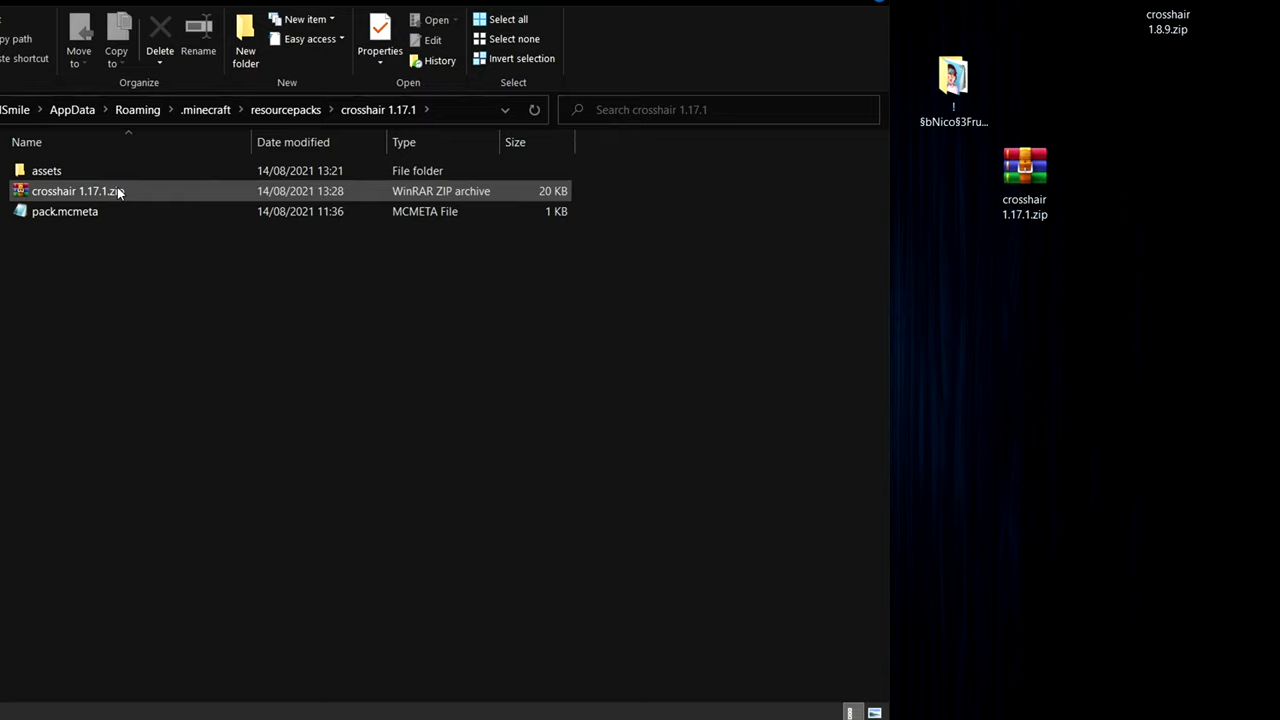 New item
Open
Select all
py path
Easy access
Edit
Select none
ste shortcut
Move to
Copy to
Delete
Rename
New folder
Properties
History
Invert selection
Organize
New
Open
Select
Smile
AppData
Roaming
.minecraft
resourcepacks
crosshair 1.17.1
Search crosshair 1.17.1
Name
Date modified
Type
Size
assets
14/08/2021 13:21
File folder
crosshair 1.17.1.zip
14/08/2021 13:28
WinRAR ZIP archive
20 KB
pack.mcmeta
14/08/2021 11:36
MCMETA File
1 KB
crosshair
1.8.9.zip
!
§bNico§3Fru...
crosshair
1.17.1.zip